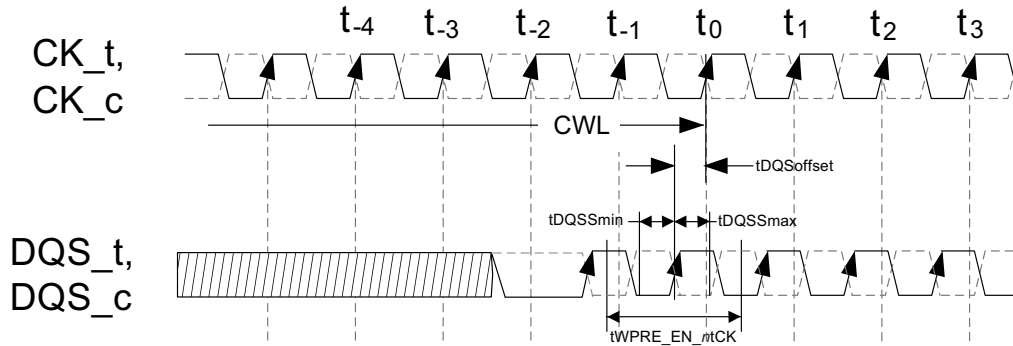 t-4 t-3 t-2 t-1 t0 t1 t2 t3
CK_t,
CK_c
CWL
tDQSoffset
tDQSSmin tDQSSmax
DQS_t,
DQS_c
tWPRE_EN_ntCK